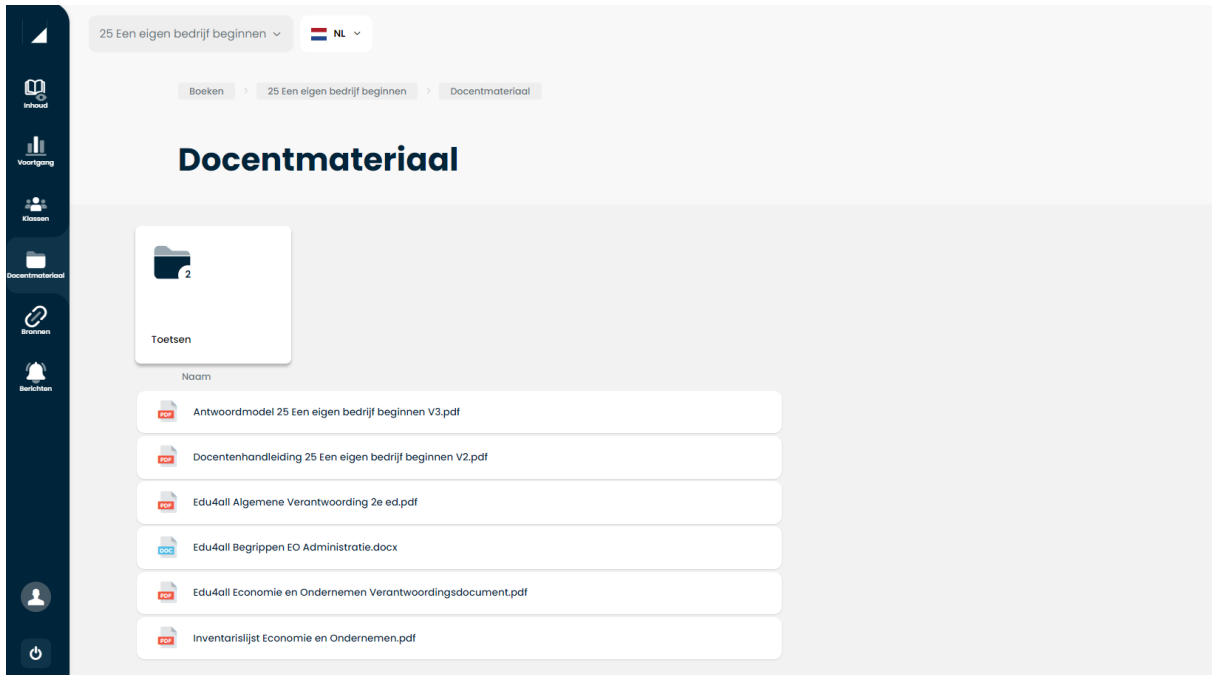 25 Een eigen bedrijf beginnen
NL
Inhoud
Voortgang
Klassen
Docentmateriaal
Bronnen
Berichten
Boeken
25 Een eigen bedrijf beginnen
Docentmateriaal
Docentmateriaal
2
Toetsen
Naam
PDF
Antwoordmodel 25 Een eigen bedrijf beginnen V3.pdf
PDF
Docentenhandleiding 25 Een eigen bedrijf beginnen V2.pdf
PDF
Edu4all Algemene Verantwoording 2e ed.pdf
DOC
Edu4all Begrippen EO Administratie.docx
PDF
Edu4all Economie en Ondernemen Verantwoordingsdocument.pdf
PDF
Inventarislijst Economie en Ondernemen.pdf